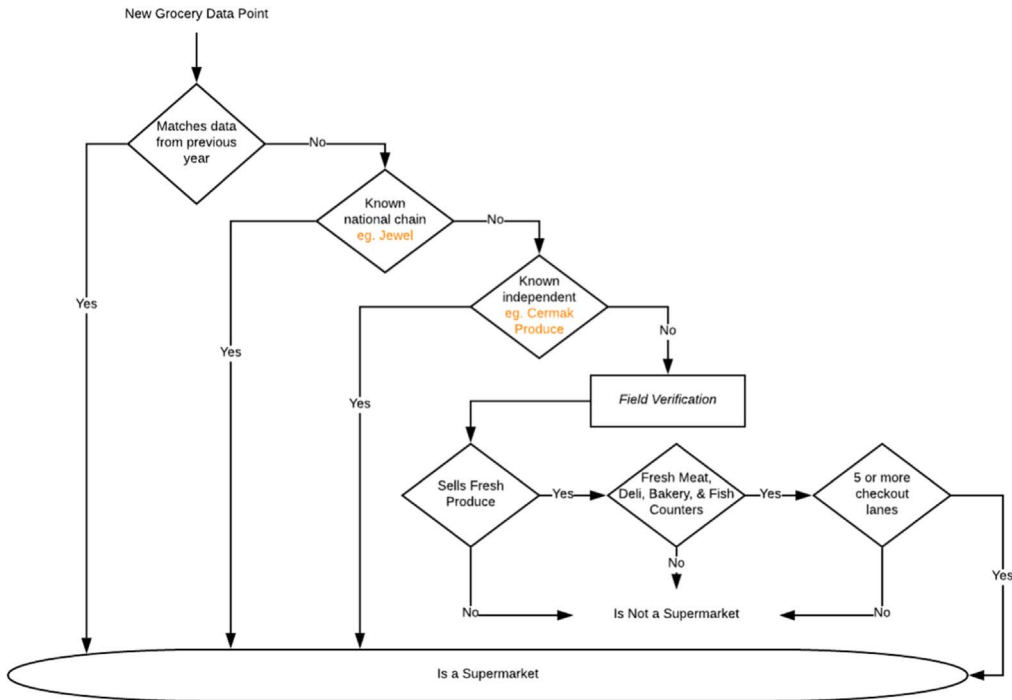 New Grocery Data Point
Matches data
from previous
year
No
Known
national chain
eg. Jewel
No
Known
independent
eg. Cermak
Produce
No
Yes
Yes
Yes
Field Verification
Sells Fresh
Produce
Yes
Fresh Meat,
Deli, Bakery, & Fish
Counters
Yes
5 or more
checkout
lanes
No
Yes
No
Is Not a Supermarket
No
Is a Supermarket